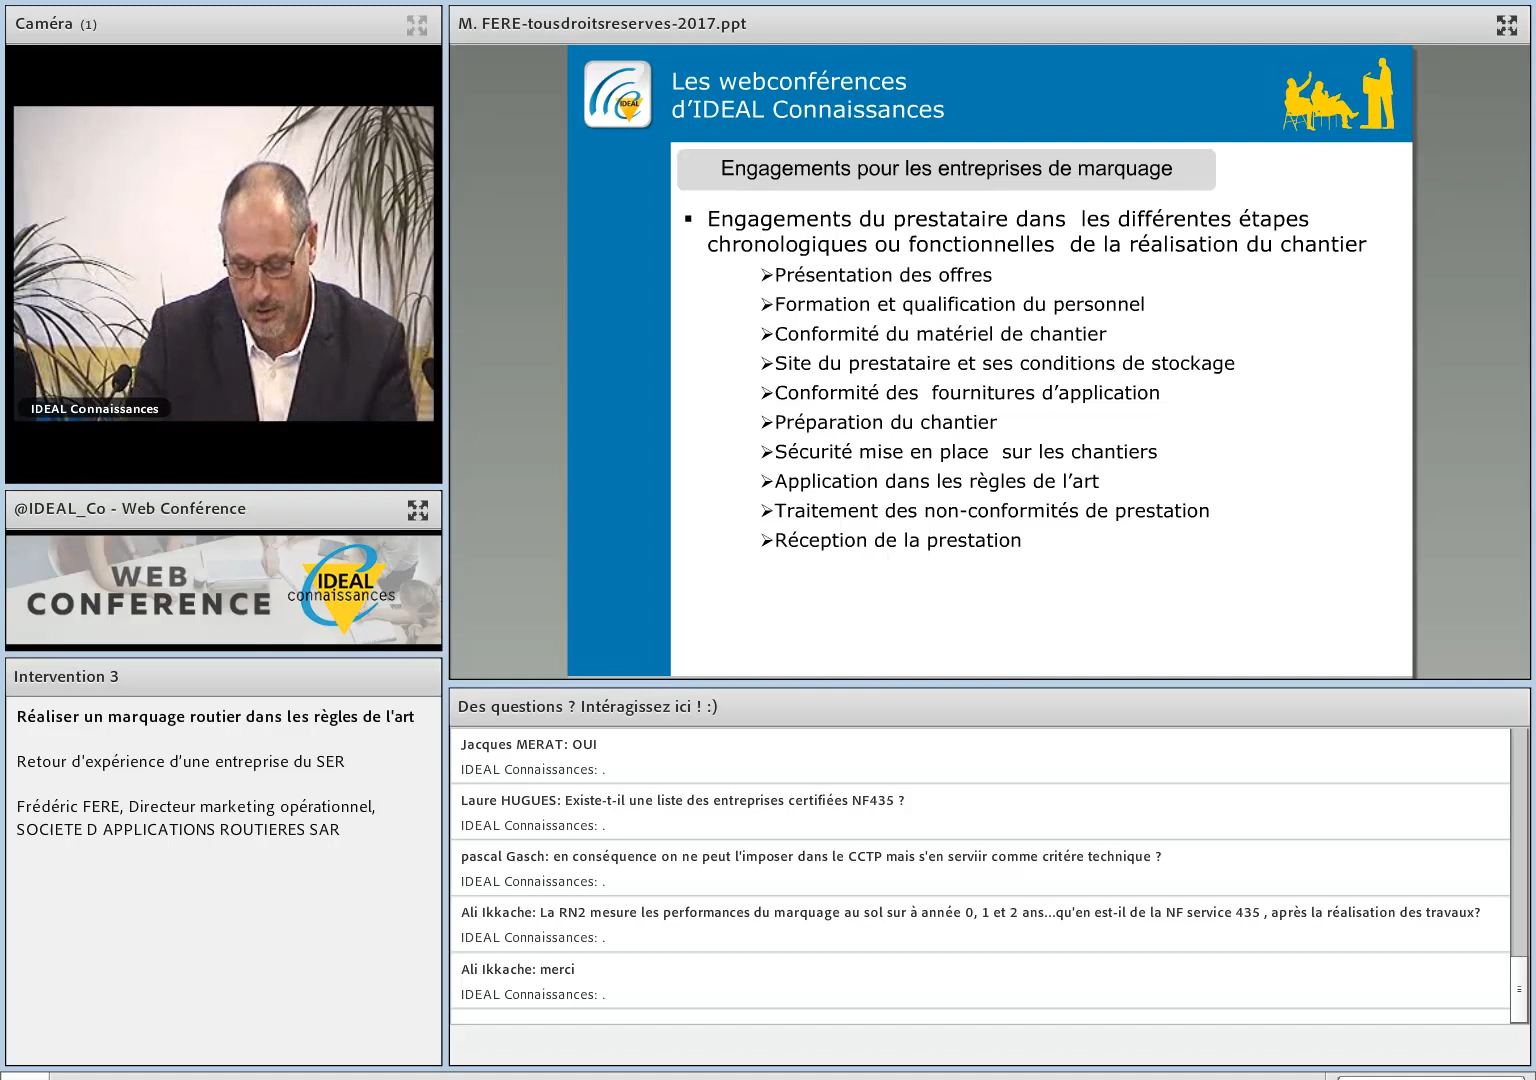 Caméra (1)
IDEAL Connaissances
@IDEAL_Co - Web Conférence
WEB
CONFERENCE
IDEAL
connaissances
Intervention 3
Réaliser un marquage routier dans les règles de l'art
Retour d'expérience d'une entreprise du SER
Frédéric FERE, Directeur marketing opérationnel,
SOCIETE D APPLICATIONS ROUTIERES SAR
M. FERE-tousdroitsreserves-2017.ppt
IDEAL
Les webconférences
d’IDEAL Connaissances
Engagements pour les entreprises de marquage
▪ Engagements du prestataire dans les différentes étapes
chronologiques ou fonctionnelles de la réalisation du chantier
➢Présentation des offres
➢Formation et qualification du personnel
➢Conformité du matériel de chantier
➢Site du prestataire et ses conditions de stockage
➢Conformité des fournitures d’application
➢Préparation du chantier
➢Sécurité mise en place sur les chantiers
➢Application dans les règles de l’art
➢Traitement des non-conformités de prestation
➢Réception de la prestation
Des questions ? Intéragissez ici ! :)
Jacques MERAT: OUI
IDEAL Connaissances: .
Laure HUGUES: Existe-t-il une liste des entreprises certifiées NF435 ?
IDEAL Connaissances: .
pascal Gasch: en conséquence on ne peut l'imposer dans le CCTP mais s'en serviir comme critére technique ?
IDEAL Connaissances: .
Ali Ikkache: La RN2 mesure les performances du marquage au sol sur à année 0, 1 et 2 ans...qu'en est-il de la NF service 435 , après la réalisation des travaux?
IDEAL Connaissances: .
Ali Ikkache: merci
IDEAL Connaissances: .